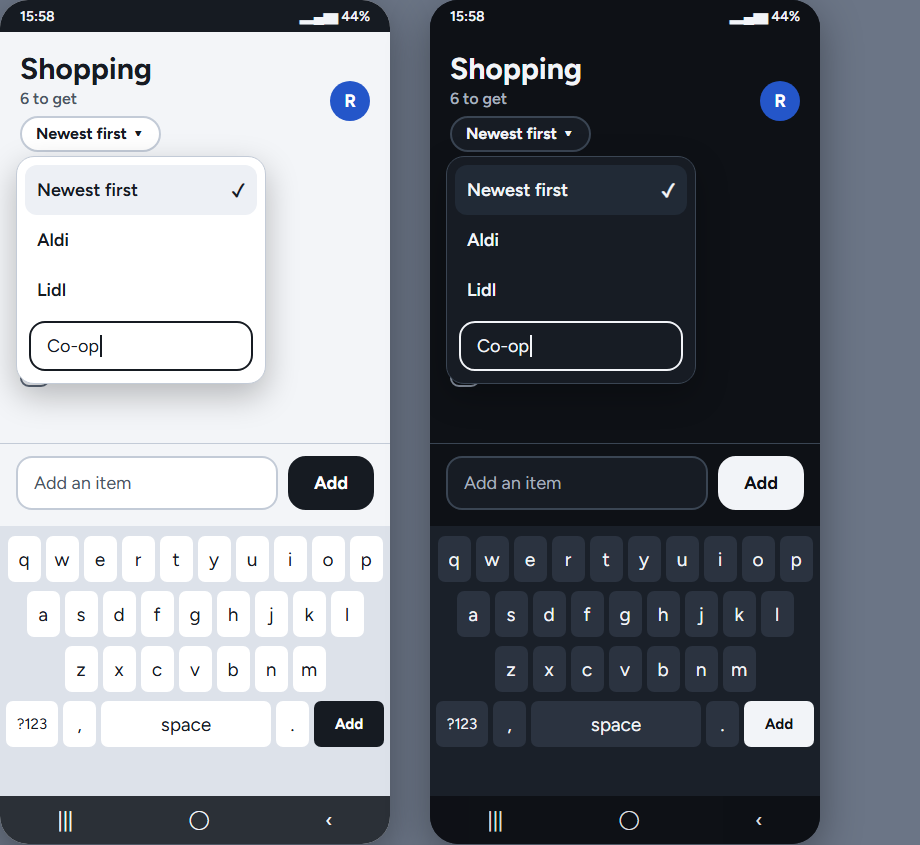 15:58 44%
Shopping
6 to get
R
Newest first ▼
Newest first ✓
Aldi
Lidl
Co-op
Add an item Add
q w e r t y u i o p
a s d f g h j k l
z x c v b n m
?123 , space . Add
15:58 44%
Shopping
6 to get
R
Newest first ▼
Newest first ✓
Aldi
Lidl
Co-op
Add an item Add
q w e r t y u i o p
a s d f g h j k l
z x c v b n m
?123 , space . Add